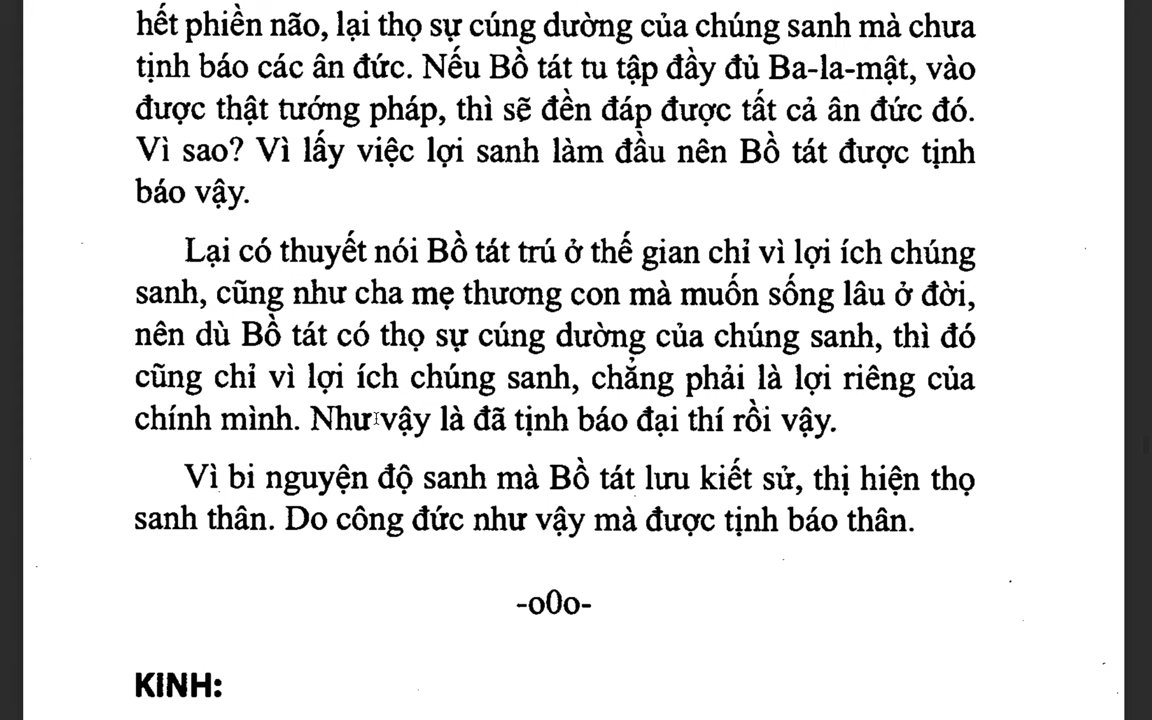 hết phiền não, lại thọ sự cúng dường của chúng sanh mà chưa
tịnh báo các ân đức. Nếu Bồ tát tu tập đầy đủ Ba-la-mật, vào
được thật tướng pháp, thì sẽ đền đáp được tất cả ân đức đó.
Vì sao? Vì lấy việc lợi sanh làm đầu nên Bồ tát được tịnh
báo vậy.
Lại có thuyết nói Bồ tát trú ở thế gian chỉ vì lợi ích chúng
sanh, cũng như cha mẹ thương con mà muốn sống lâu ở đời,
nên dù Bồ tát có thọ sự cúng dường của chúng sanh, thì đó
cũng chỉ vì lợi ích chúng sanh, chẳng phải là lợi riêng của
chính mình. Như vậy là đã tịnh báo đại thí rồi vậy.
Vì bi nguyện độ sanh mà Bồ tát lưu kiết sử, thị hiện thọ
sanh thân. Do công đức như vậy mà được tịnh báo thân.
-o0o-
KINH: